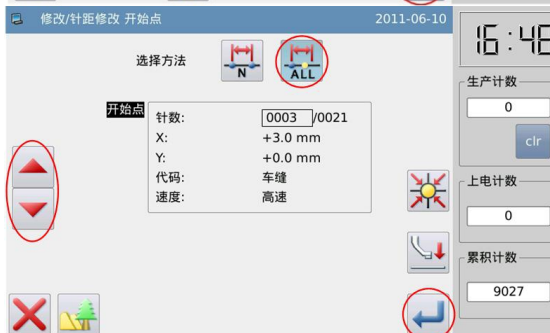 修改/针距修改 开始点 2011-06-10
16:46
选择方法
N
ALL
生产计数
0
开始点
针数: 0003 /0021
X: +3.0 mm
Y: +0.0 mm
clr
代码: 车缝
速度: 高速
上电计数
0
累积计数
9027